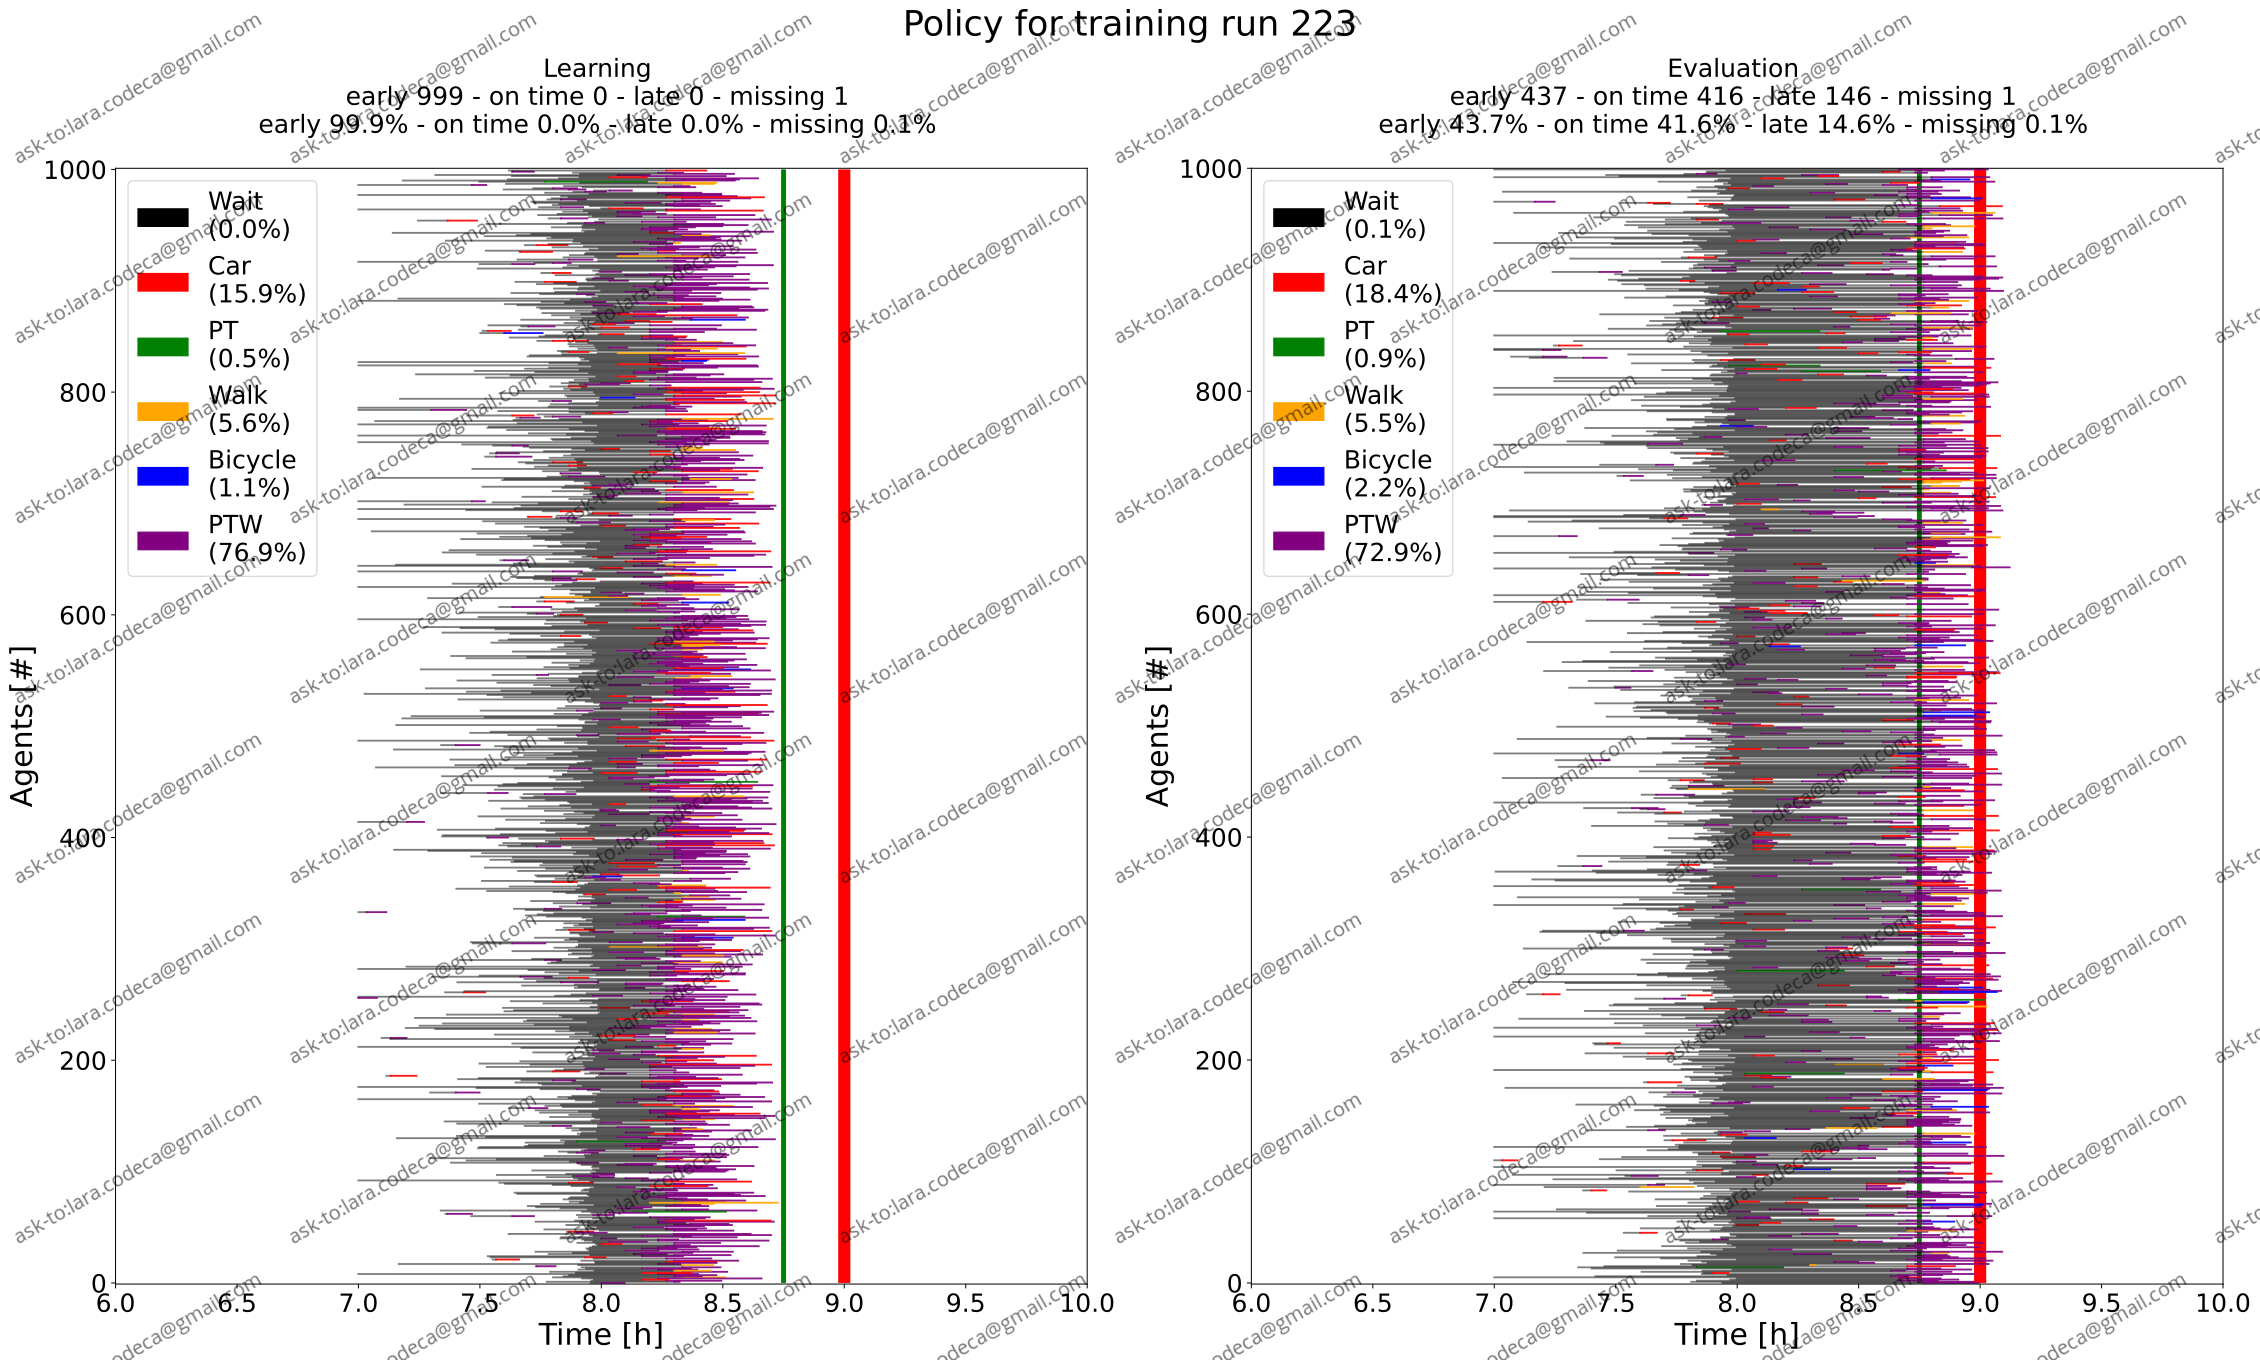 Policy for training run 223
Learning
early 999 - on time 0 - late 0 - missing 1
early 99.9% - on time 0.0% - late 0.0% - missing 0.1%
Agents [#]
1000
800
600
400
200
0
Wait
(0.0%)
Car
(15.9%)
PT
(0.5%)
Walk
(5.6%)
Bicycle
(1.1%)
PTW
(76.9%)
6.0 6.5 7.0 7.5 8.0 8.5 9.0 9.5 10.0
Time [h]
Evaluation
early 437 - on time 416 - late 146 - missing 1
early 43.7% - on time 41.6% - late 14.6% - missing 0.1%
Agents [#]
1000
800
600
400
200
0
Wait
(0.1%)
Car
(18.4%)
PT
(0.9%)
Walk
(5.5%)
Bicycle
(2.2%)
PTW
(72.9%)
6.0 6.5 7.0 7.5 8.0 8.5 9.0 9.5 10.0
Time [h]
ask-to:lara.codeca@gmail.com